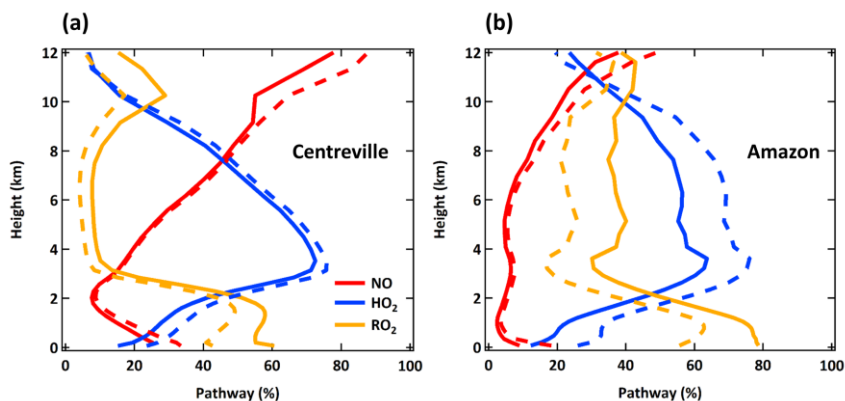 (a)
12
10
8
6
4
2
0
Height (km)
Centreville
NO
HO₂
RO₂
0 20 40 60 80 100
Pathway (%)
(b)
12
10
8
6
4
2
0
Height (km)
Amazon
0 20 40 60 80 100
Pathway (%)